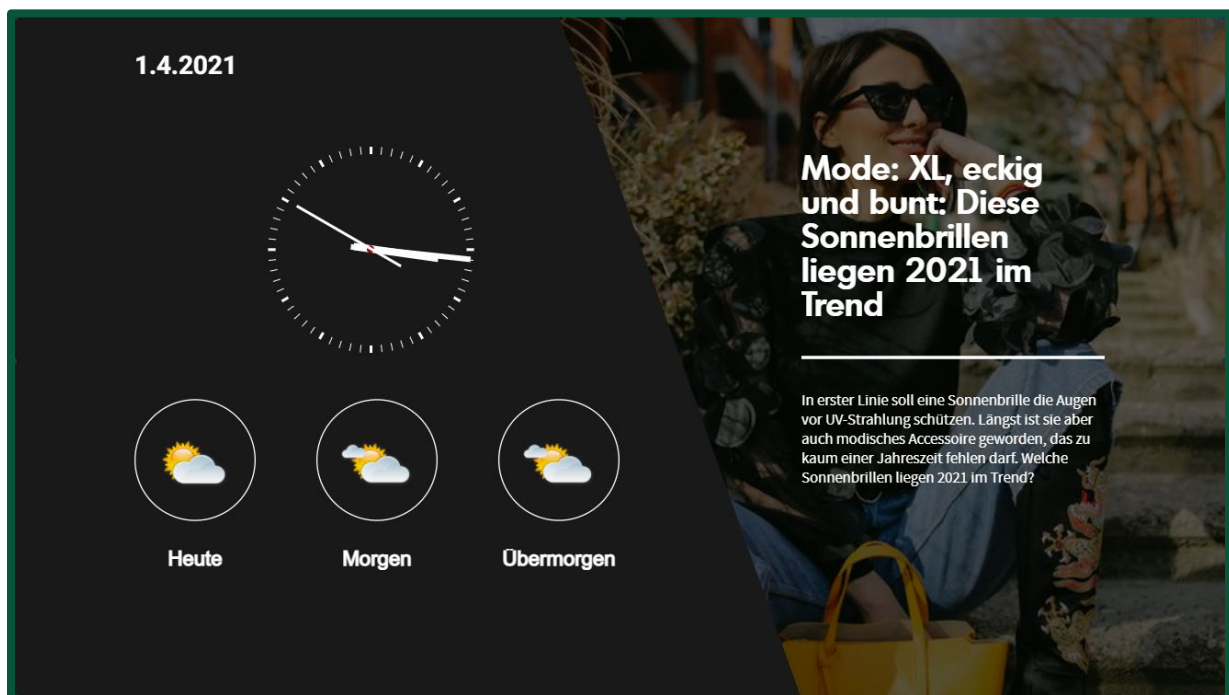 1.4.2021
Mode: XL, eckig
und bunt: Diese
Sonnenbrillen
liegen 2021 im
Trend
In erster Linie soll eine Sonnenbrille die Augen
vor UV-Strahlung schützen. Längst ist sie aber
auch modisches Accessoire geworden, das zu
kaum einer Jahreszeit fehlen darf. Welche
Sonnenbrillen liegen 2021 im Trend?
Heute
Morgen
Übermorgen